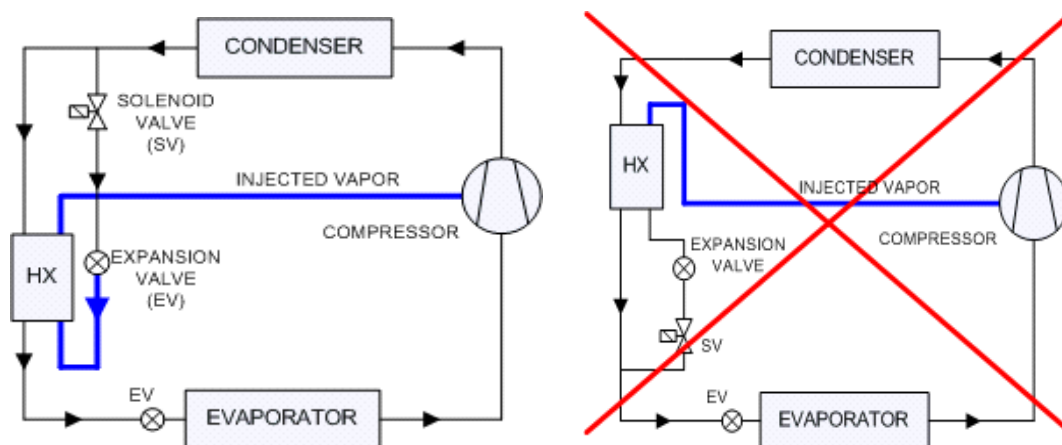 CONDENSER
SOLENOID
VALVE
(SV)
INJECTED VAPOR
COMPRESSOR
HX
EXPANSION
VALVE
(EV)
EV
EVAPORATOR
CONDENSER
HX
INJECTED VAPOR
COMPRESSOR
EXPANSION
VALVE
SV
EV
EVAPORATOR